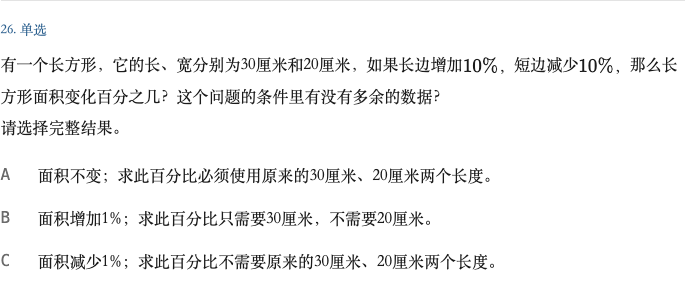 26. 单选
有一个长方形，它的长、宽分别为30厘米和20厘米，如果长边增加10%，短边减少10%，那么长
方形面积变化百分之几？这个问题的条件里有没有多余的数据？
请选择完整结果。
A 面积不变；求此百分比必须使用原来的30厘米、20厘米两个长度。
B 面积增加1%；求此百分比只需要30厘米，不需要20厘米。
C 面积减少1%；求此百分比不需要原来的30厘米、20厘米两个长度。